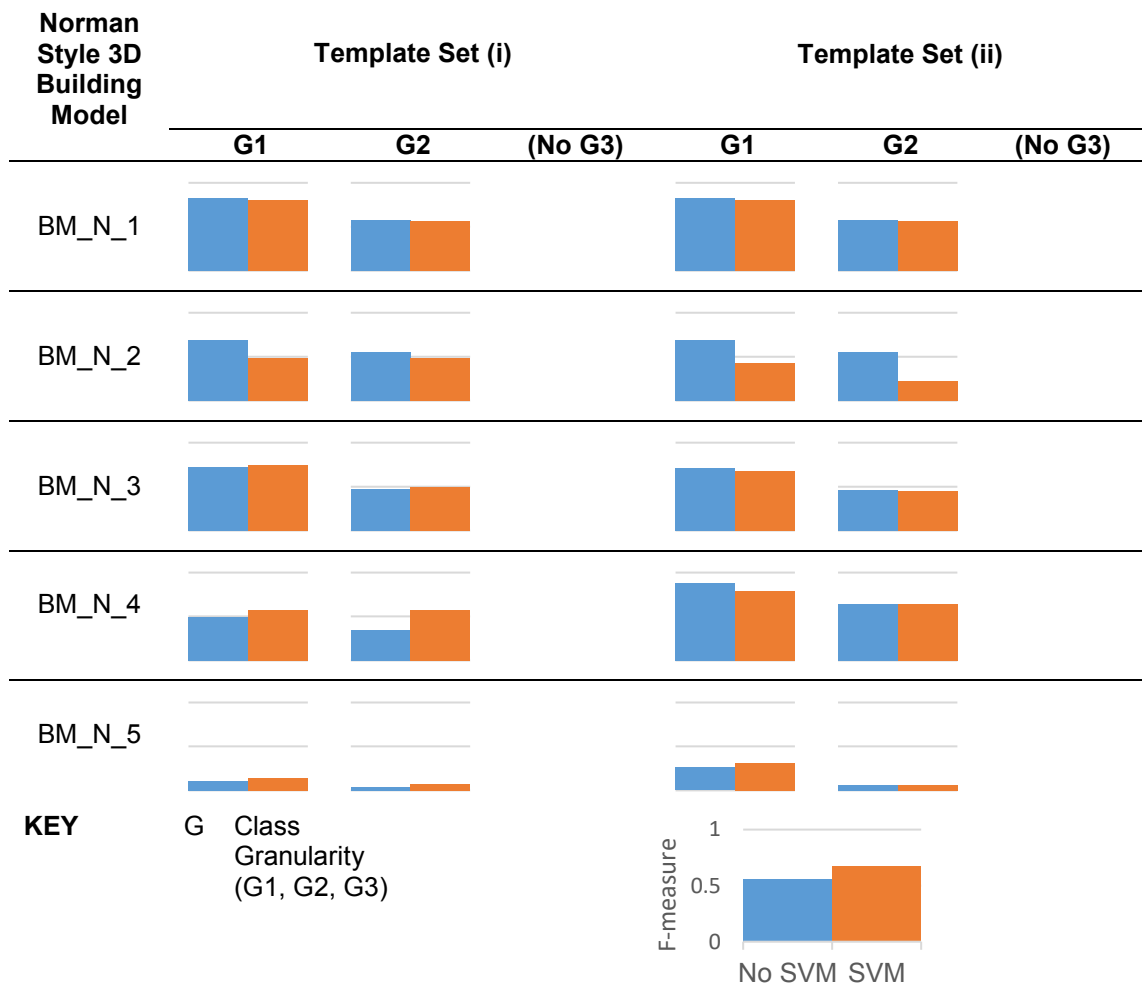 Norman
Style 3D
Building
Model
Template Set (i)
Template Set (ii)
G1 G2 (No G3) G1 G2 (No G3)
BM_N_1
BM_N_2
BM_N_3
BM_N_4
BM_N_5
KEY
G Class
Granularity
(G1, G2, G3)
F-measure
1
0.5
0
No SVM SVM